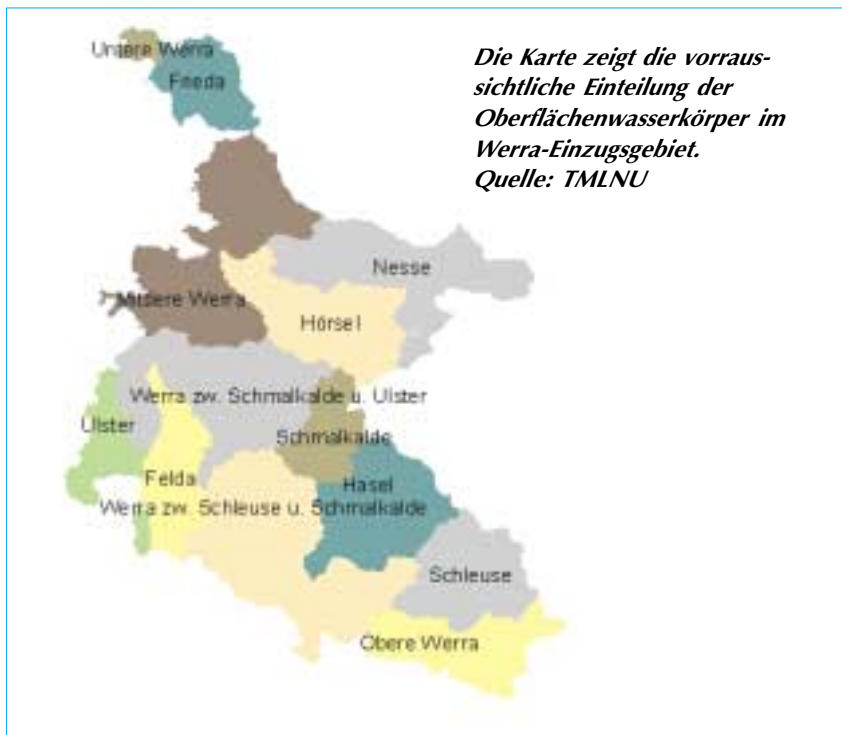 Die Karte zeigt die vorraus-
sichtliche Einteilung der
Oberflächenwasserkörper im
Werra-Einzugsgebiet.
Quelle: TMLNU
Untere Werra
Frieda
Nesse
Mittlere Werra
Hörsel
Werra zw. Schmalkalde u. Ulster
Ulster
Schmalkalde
Felda
Hasel
Werra zw. Schleuse u. Schmalkalde
Schleuse
Obere Werra